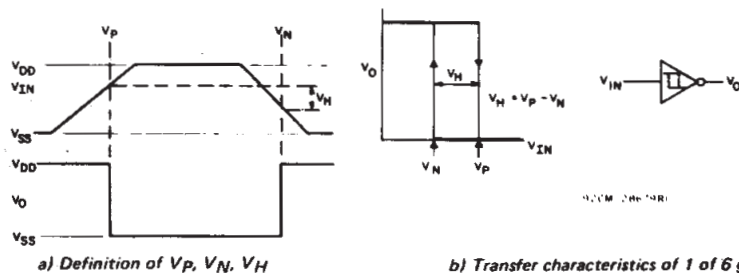 VP
VN
VDD
VIN
VH
VSS
VDD
VO
VSS
a) Definition of VP, VN, VH
VO
VH
VH = VP - VN
VIN
VN
VP
VIN
VO
b) Transfer characteristics of 1 of 6